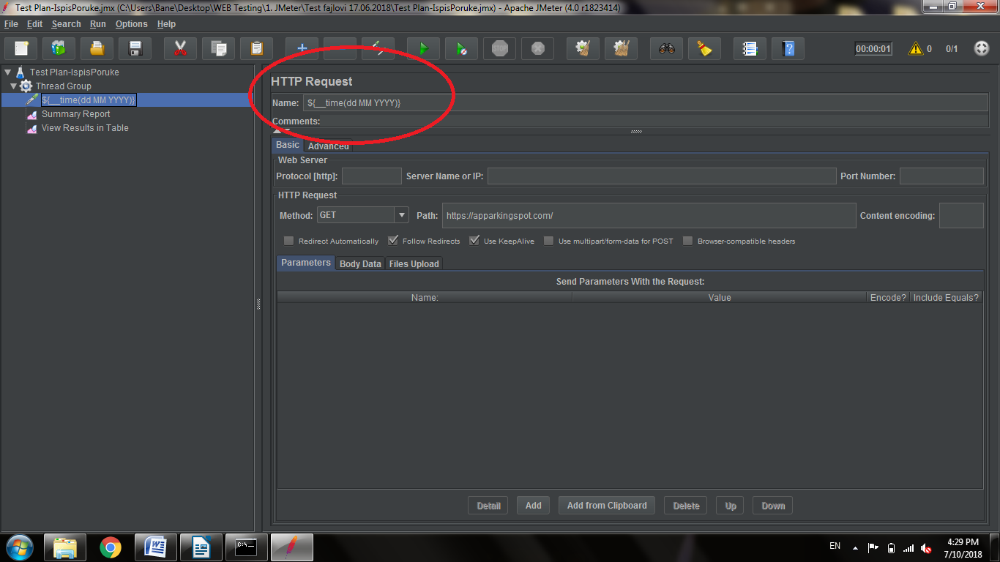 Test Plan-IspisPoruke.jmx (C:\Users\Bane\Desktop\WEB Testing\1. JMeter\Test fajlovi 17.06.2018\Test Plan-IspisPoruke.jmx) - Apache JMeter (4.0 r1823414)
File Edit Search Run Options Help
00:00:01 0 0/1
Test Plan-IspisPoruke
Thread Group
${__time(dd MM YYYY)}
Summary Report
View Results in Table
HTTP Request
Name: ${__time(dd MM YYYY)}
Comments:
Basic Advanced
Web Server
Protocol [http]: Server Name or IP: Port Number:
HTTP Request
Method: GET Path: https://apparkingspot.com/ Content encoding:
Redirect Automatically Follow Redirects Use KeepAlive Use multipart/form-data for POST Browser-compatible headers
Parameters Body Data Files Upload
Send Parameters With the Request:
Name: Value Encode? Include Equals?
Detail Add Add from Clipboard Delete Up Down
EN 4:29 PM
7/10/2018